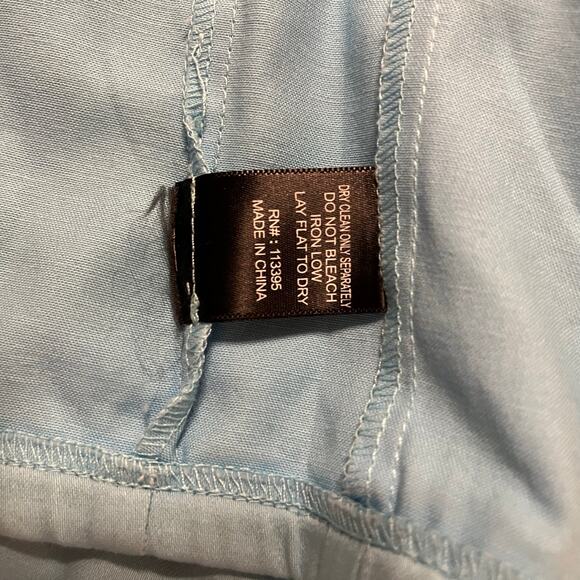 DRY CLEAN ONLY SEPARATELY
DO NOT BLEACH
IRON LOW
LAY FLAT TO DRY
RN# : 113395
MADE IN CHINA